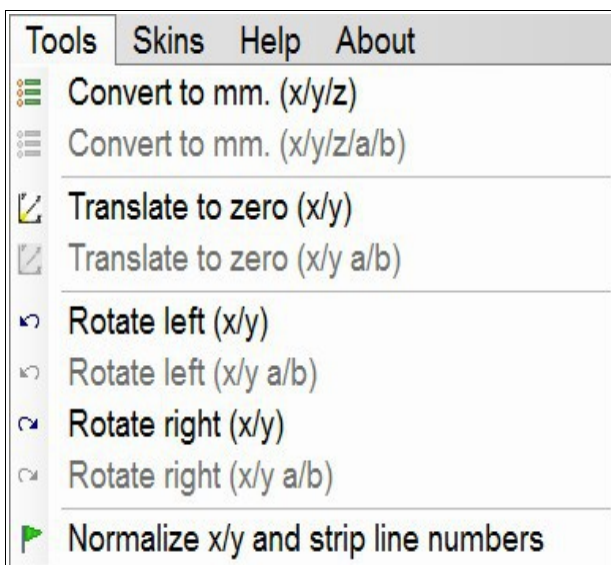 Tools Skins Help About
Convert to mm. (x/y/z)
Convert to mm. (x/y/z/a/b)
Translate to zero (x/y)
Translate to zero (x/y a/b)
Rotate left (x/y)
Rotate left (x/y a/b)
Rotate right (x/y)
Rotate right (x/y a/b)
Normalize x/y and strip line numbers